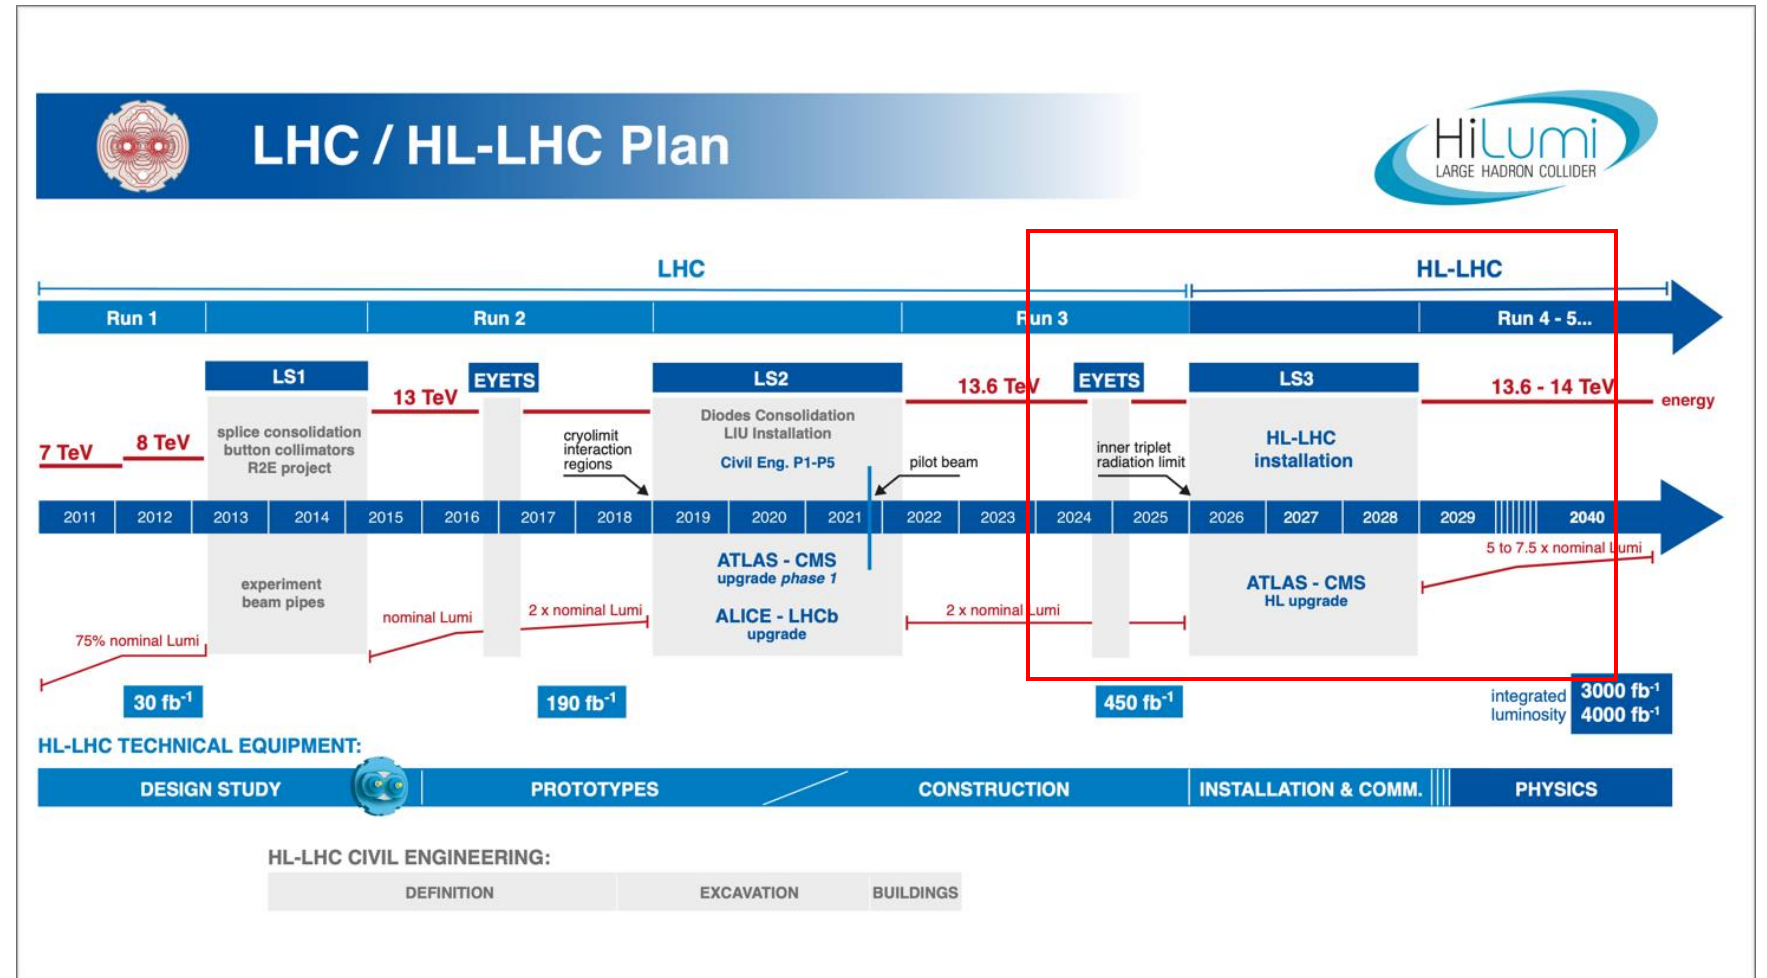 LHC / HL-LHC Plan
HiLumi
LARGE HADRON COLLIDER
LHC
HL-LHC
Run 1
Run 2
Run 3
Run 4 - 5...
LS1
EYETS
LS2
EYETS
LS3
7 TeV
8 TeV
13 TeV
13.6 TeV
13.6 - 14 TeV
energy
splice consolidation
button collimators
R2E project
cryolimit
interaction
regions
Diodes Consolidation
LIU Installation
Civil Eng. P1-P5
pilot beam
inner triplet
radiation limit
HL-LHC
installation
2011 2012 2013 2014 2015 2016 2017 2018 2019 2020 2021 2022 2023 2024 2025 2026 2027 2028 2029 2040
experiment
beam pipes
75% nominal Lumi
nominal Lumi
2 x nominal Lumi
ATLAS - CMS
upgrade phase 1
ALICE - LHCb
upgrade
2 x nominal Lumi
ATLAS - CMS
HL upgrade
5 to 7.5 x nominal Lumi
30 fb⁻¹
190 fb⁻¹
450 fb⁻¹
integrated
luminosity
3000 fb⁻¹
4000 fb⁻¹
HL-LHC TECHNICAL EQUIPMENT:
DESIGN STUDY
PROTOTYPES
CONSTRUCTION
INSTALLATION & COMM.
PHYSICS
HL-LHC CIVIL ENGINEERING:
DEFINITION
EXCAVATION
BUILDINGS